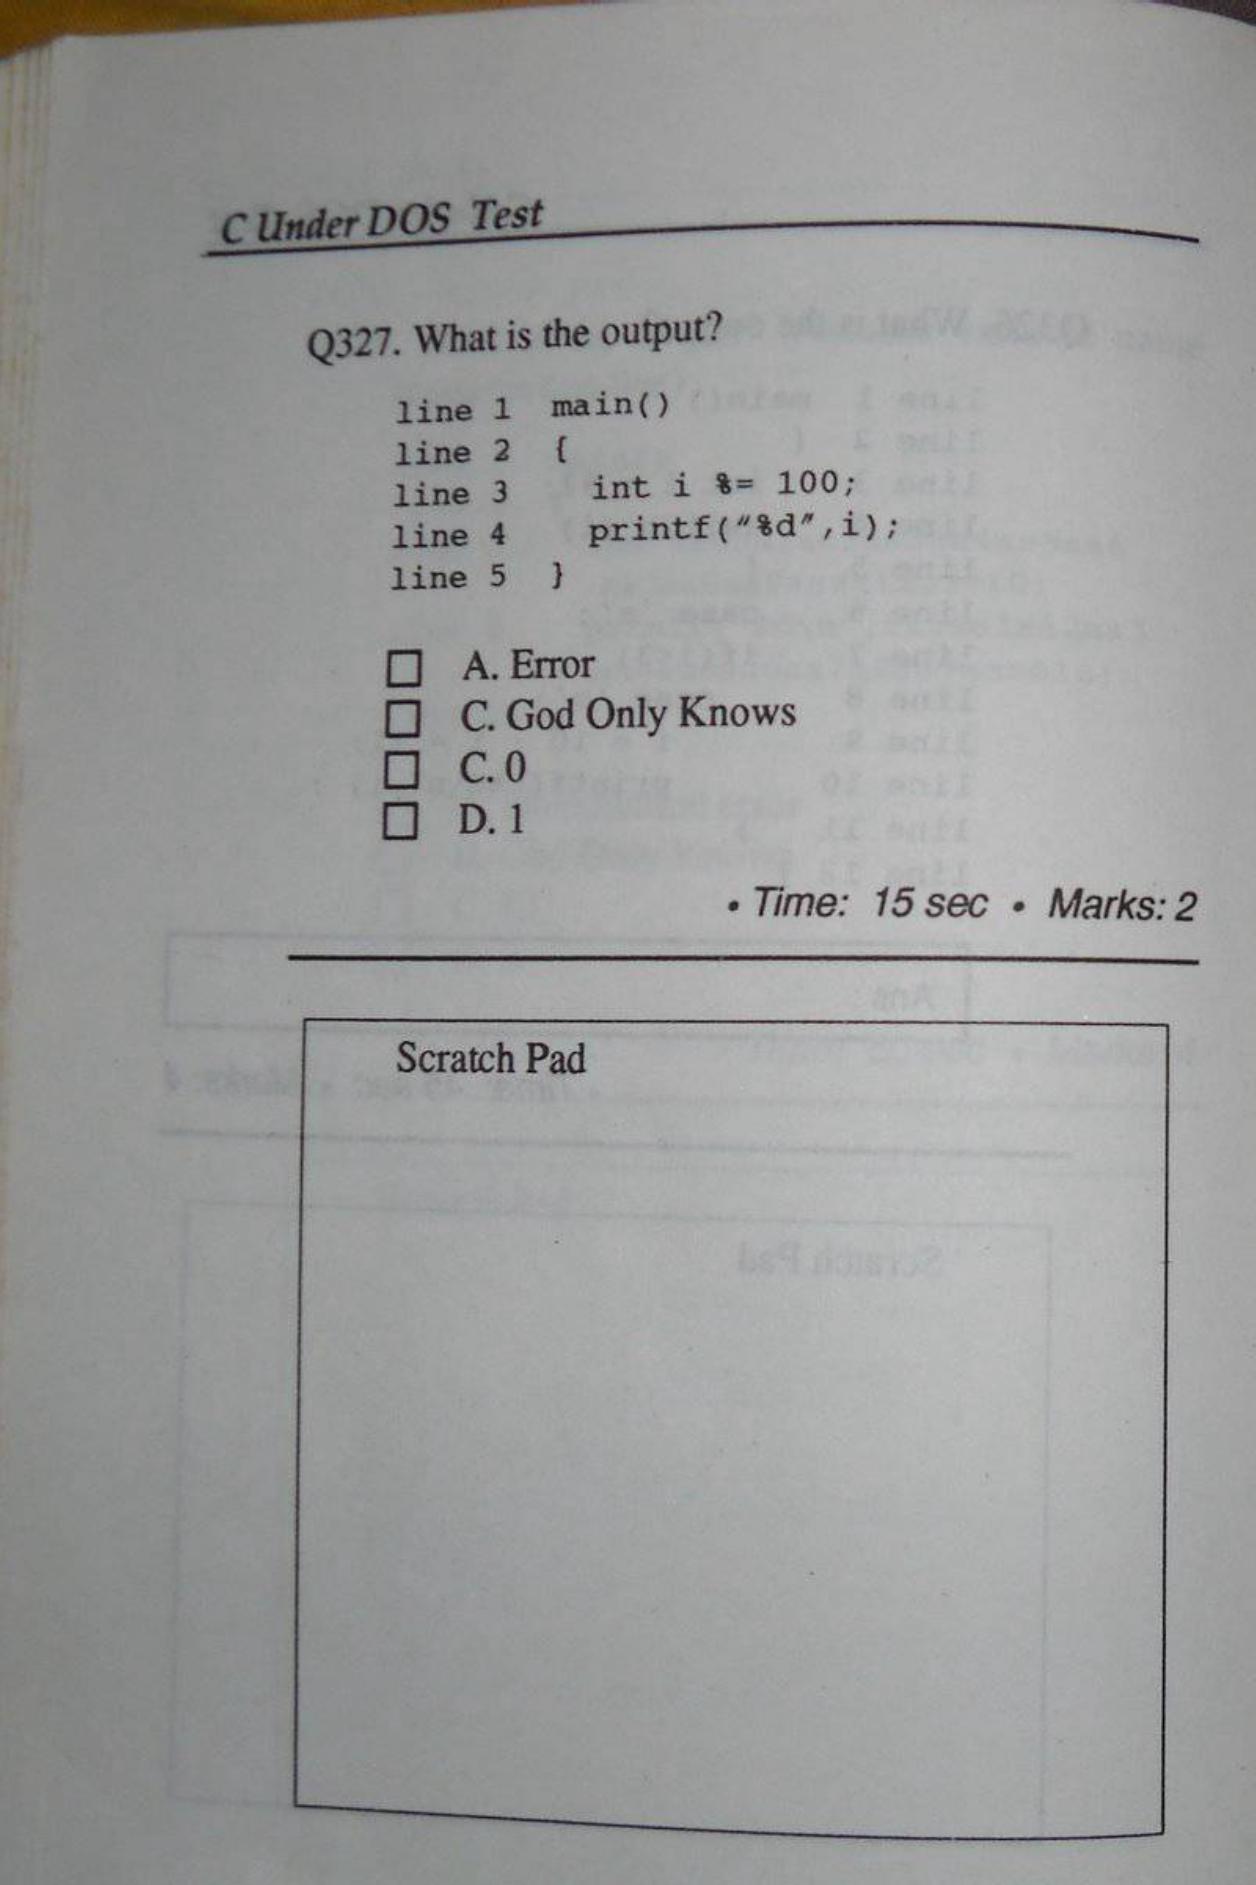 C Under DOS Test
Q327. What is the output?
line 1 main()
line 2 {
line 3 int i %= 100;
line 4 printf("%d",i);
line 5 }
A. Error
C. God Only Knows
C. 0
D. 1
• Time: 15 sec • Marks: 2
Scratch Pad